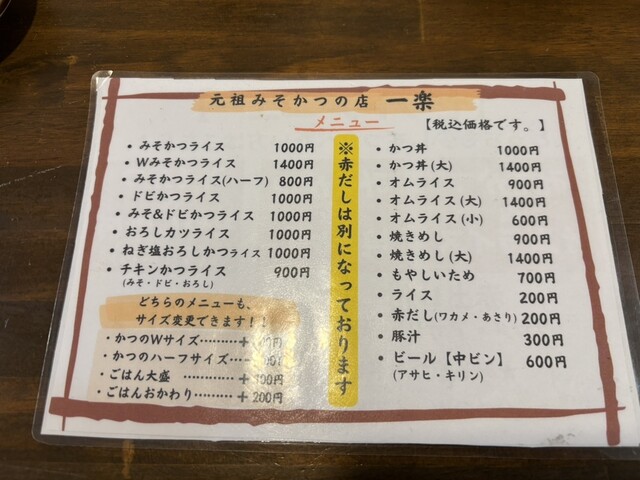 元祖みそかつの店 一楽
メニュー
【税込価格です。】
・みそかつライス 1000円
・Wみそかつライス 1400円
・みそかつライス(ハーフ) 800円
・ドビかつライス 1000円
・みそ&ドビかつライス 1000円
・おろしカツライス 1000円
・ねぎ塩おろしかつライス 1000円
・チキンかつライス 900円
(みそ・ドビ・おろし)
どちらのメニューも、
サイズ変更できます!!
・かつのWサイズ………+ 円
・かつのハーフサイズ…
・ごはん大盛 ………+ 00円
・ごはんおかわり………+ 200円
※赤だしは別になっております
・かつ丼 1000円
・かつ丼(大) 1400円
・オムライス 900円
・オムライス(大) 1400円
・オムライス(小) 600円
・焼きめし 900円
・焼きめし(大) 1400円
・もやしいため 700円
・ライス 200円
・赤だし(ワカメ・あさり) 200円
・豚汁 300円
・ビール【中ビン】 600円
(アサヒ・キリン)